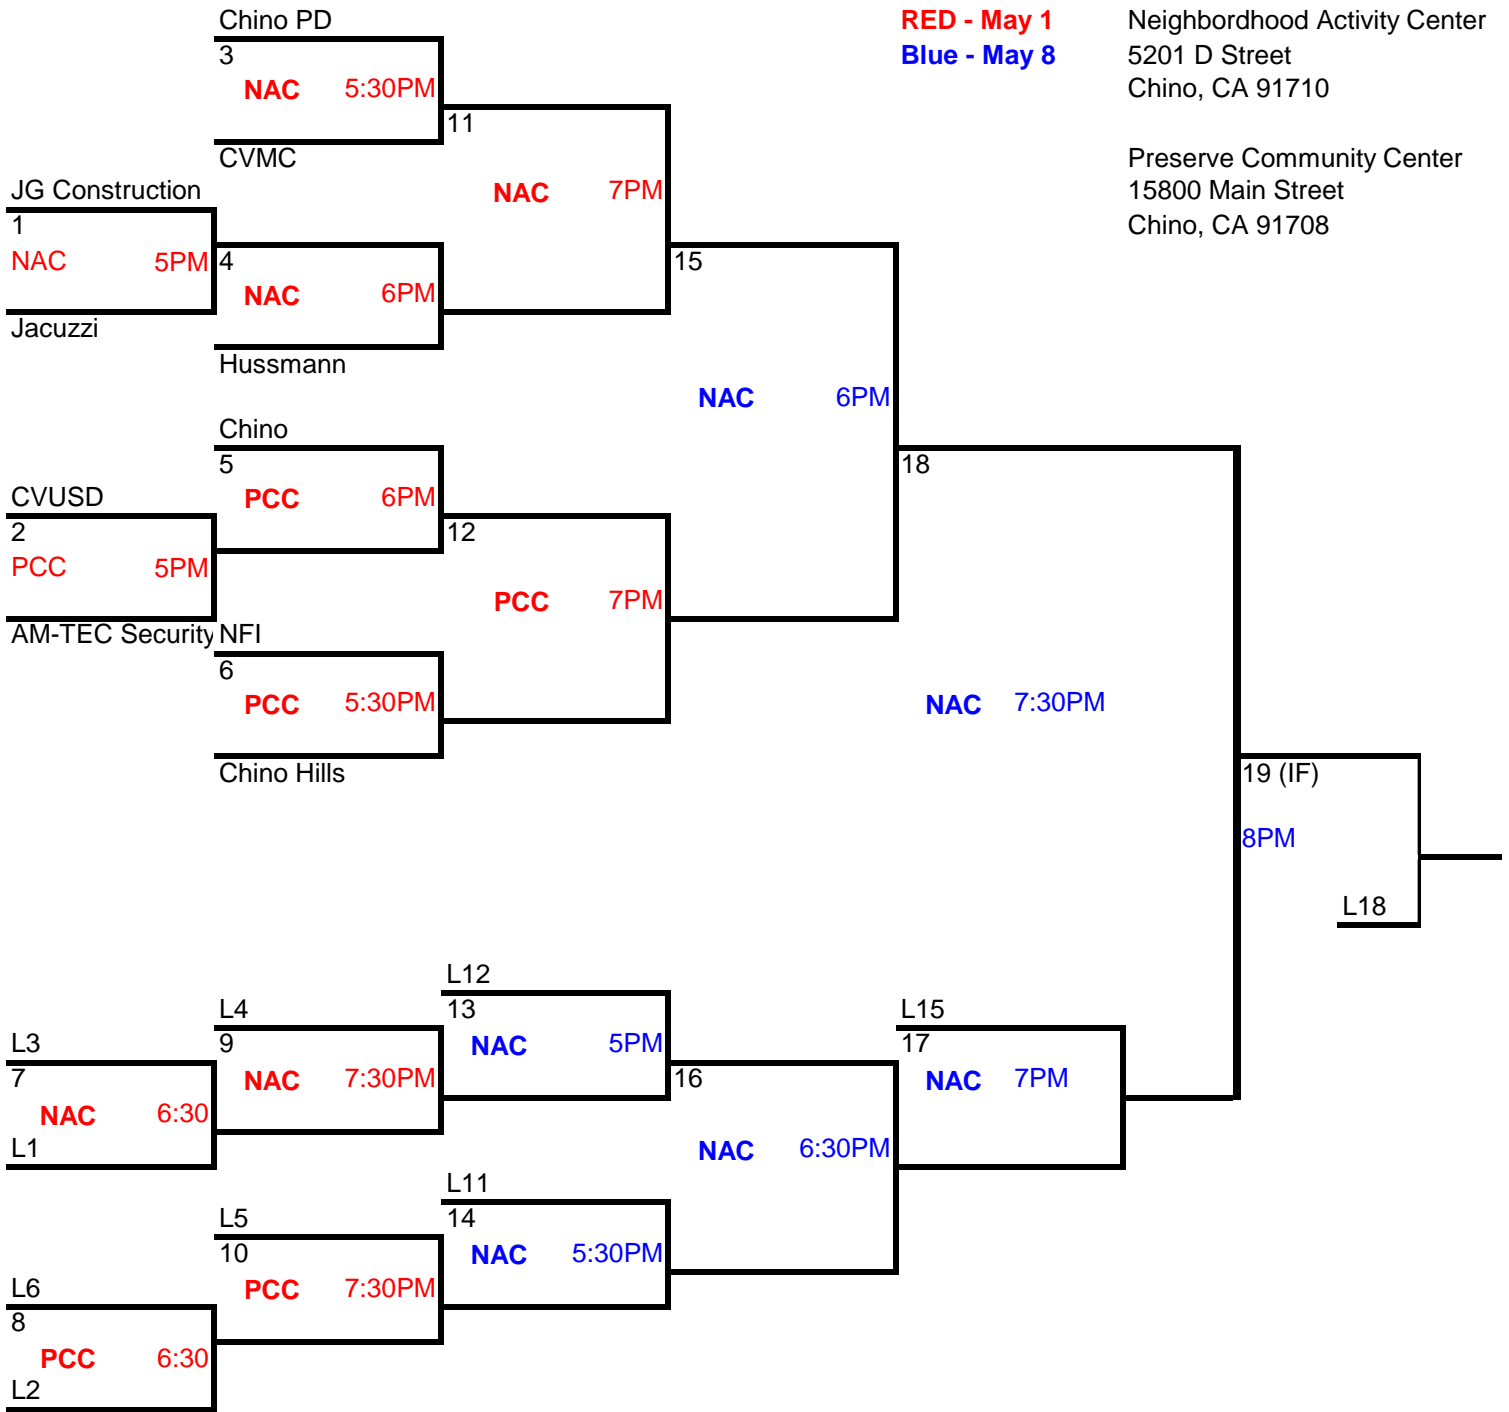 Chino PD
RED - May 1
Neighbordhood Activity Center
3
Blue - May 8
5201 D Street
NAC 5:30PM
Chino, CA 91710
11
CVMC
Preserve Community Center
JG Construction
NAC 7PM
15800 Main Street
1
Chino, CA 91708
NAC 5PM
4
15
NAC 6PM
Jacuzzi
Hussmann
NAC 6PM
Chino
5
18
CVUSD
PCC 6PM
2
12
PCC 5PM
PCC 7PM
AM-TEC Security
NFI
6
PCC 5:30PM
NAC 7:30PM
Chino Hills
19 (IF)
8PM
L18
L12
L4
13
L15
L3
9
NAC 5PM
17
7
NAC 7:30PM
16
NAC 7PM
NAC 6:30
L1
NAC 6:30PM
L11
L5
14
10
NAC 5:30PM
L6
PCC 7:30PM
8
PCC 6:30
L2